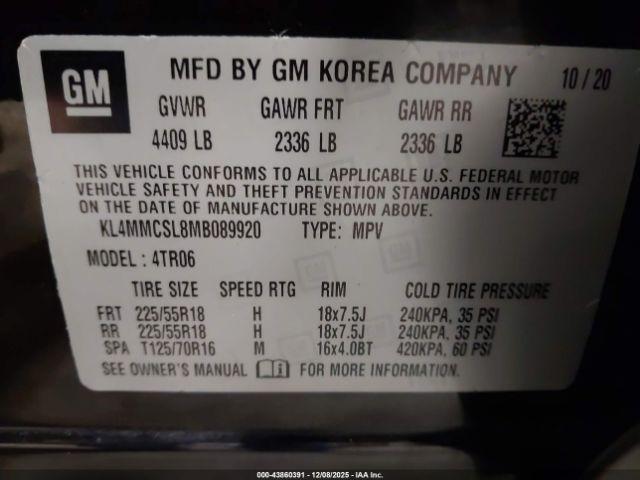 GM
MFD BY GM KOREA COMPANY 10/20
GVWR GAWR FRT GAWR RR
4409 LB 2336 LB 2336 LB
THIS VEHICLE CONFORMS TO ALL APPLICABLE U.S. FEDERAL MOTOR
VEHICLE SAFETY AND THEFT PREVENTION STANDARDS IN EFFECT
ON THE DATE OF MANUFACTURE SHOWN ABOVE.
KL4MMCSL8MB089920 TYPE: MPV
MODEL: 4TR06
TIRE SIZE SPEED RTG RIM COLD TIRE PRESSURE
FRT 225/55R18 H 18x7.5J 240KPA, 35 PSI
RR 225/55R18 H 18x7.5J 240KPA, 35 PSI
SPA T125/70R16 M 16x4.0BT 420KPA, 60 PSI
SEE OWNER'S MANUAL i FOR MORE INFORMATION.
000-43860391 - 12/08/2025 - IAAI.com